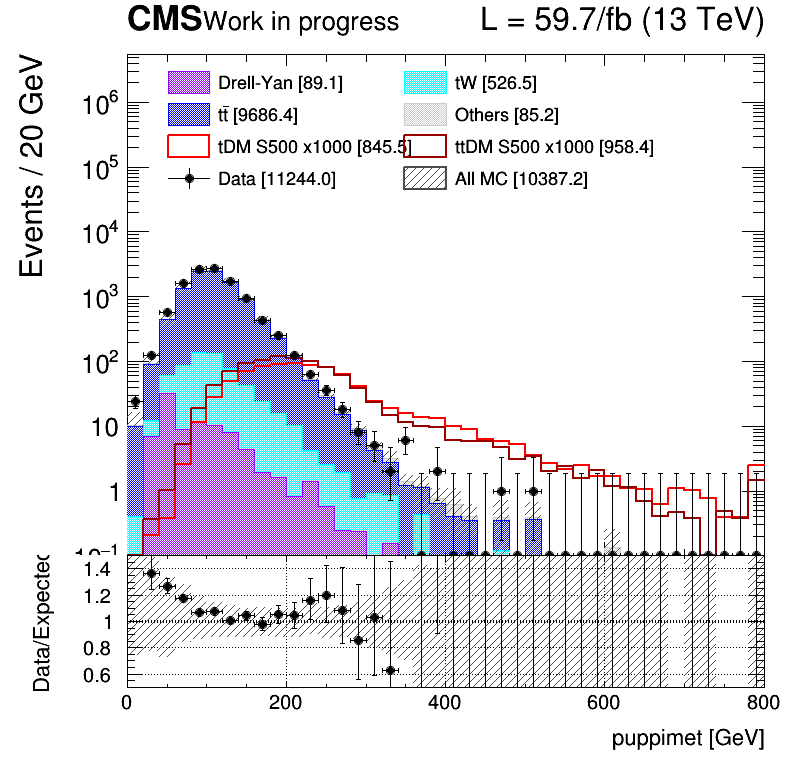 CMS Work in progress L = 59.7/fb (13 TeV)
Events / 20 GeV
Drell-Yan [89.1] tW [526.5]
tt̄ [9686.4] Others [85.2]
tDM S500 x1000 [845.5] ttDM S500 x1000 [958.4]
Data [11244.0] All MC [10387.2]
10⁶
10⁵
10⁴
10³
10²
10
1
10⁻¹
Data/Expected
1.4
1.2
1
0.8
0.6
0 200 400 600 800
puppimet [GeV]